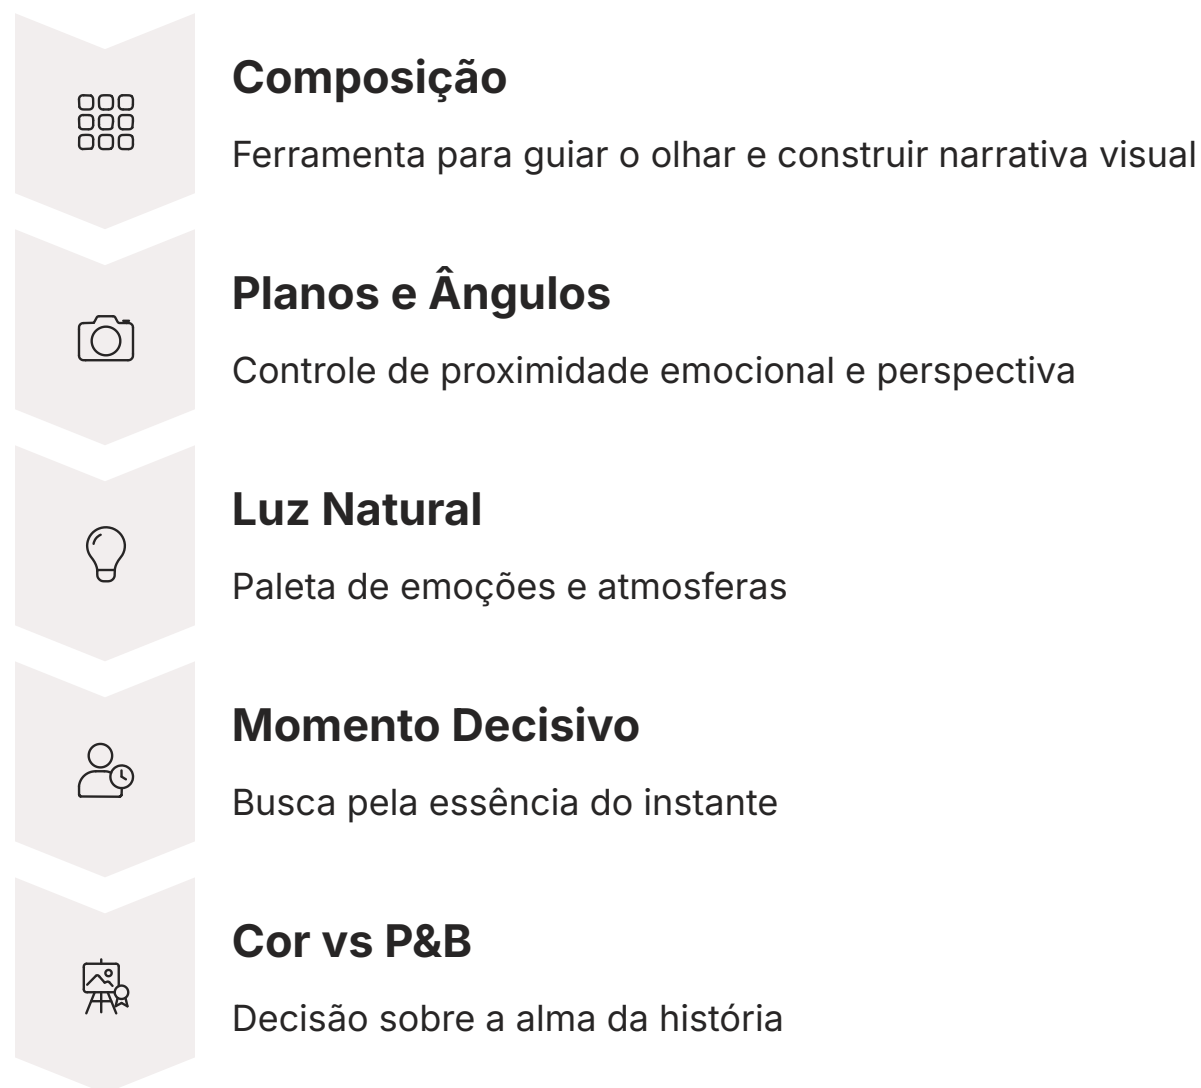 Composição
Ferramenta para guiar o olhar e construir narrativa visual
Planos e Ângulos
Controle de proximidade emocional e perspectiva
Luz Natural
Paleta de emoções e atmosferas
Momento Decisivo
Busca pela essência do instante
Cor vs P&B
Decisão sobre a alma da história